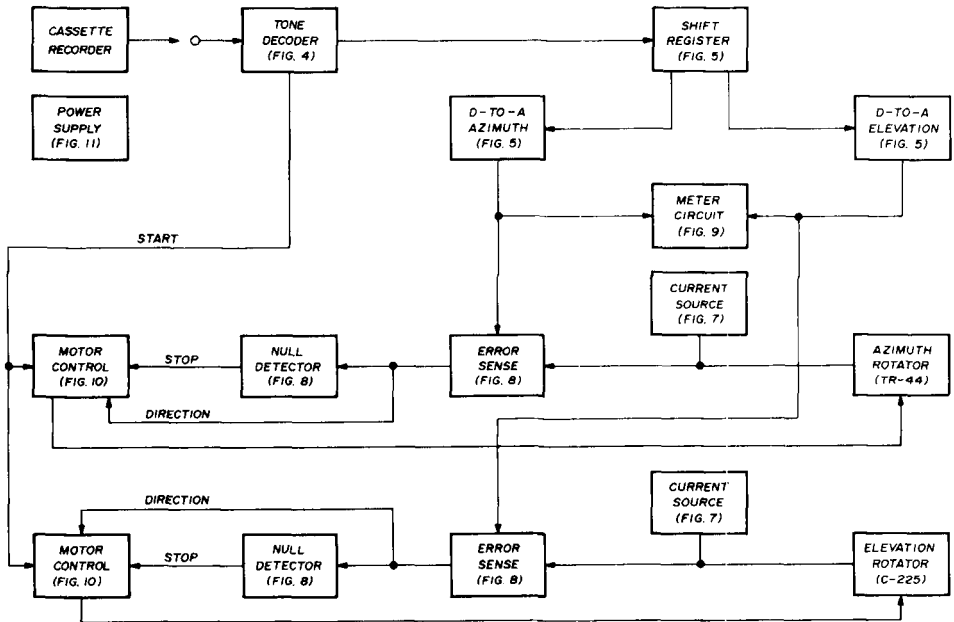 CASSETTE
RECORDER
TONE
DECODER
(FIG. 4)
SHIFT
REGISTER
(FIG. 5)
POWER
SUPPLY
(FIG. 11)
D-TO-A
AZIMUTH
(FIG. 5)
D-TO-A
ELEVATION
(FIG. 5)
METER
CIRCUIT
(FIG. 9)
START
CURRENT
SOURCE
(FIG. 7)
MOTOR
CONTROL
(FIG. 10)
STOP
NULL
DETECTOR
(FIG. 8)
ERROR
SENSE
(FIG. 8)
AZIMUTH
ROTATOR
(TR-44)
DIRECTION
CURRENT
SOURCE
(FIG. 7)
DIRECTION
MOTOR
CONTROL
(FIG. 10)
STOP
NULL
DETECTOR
(FIG. 8)
ERROR
SENSE
(FIG. 8)
ELEVATION
ROTATOR
(C-225)